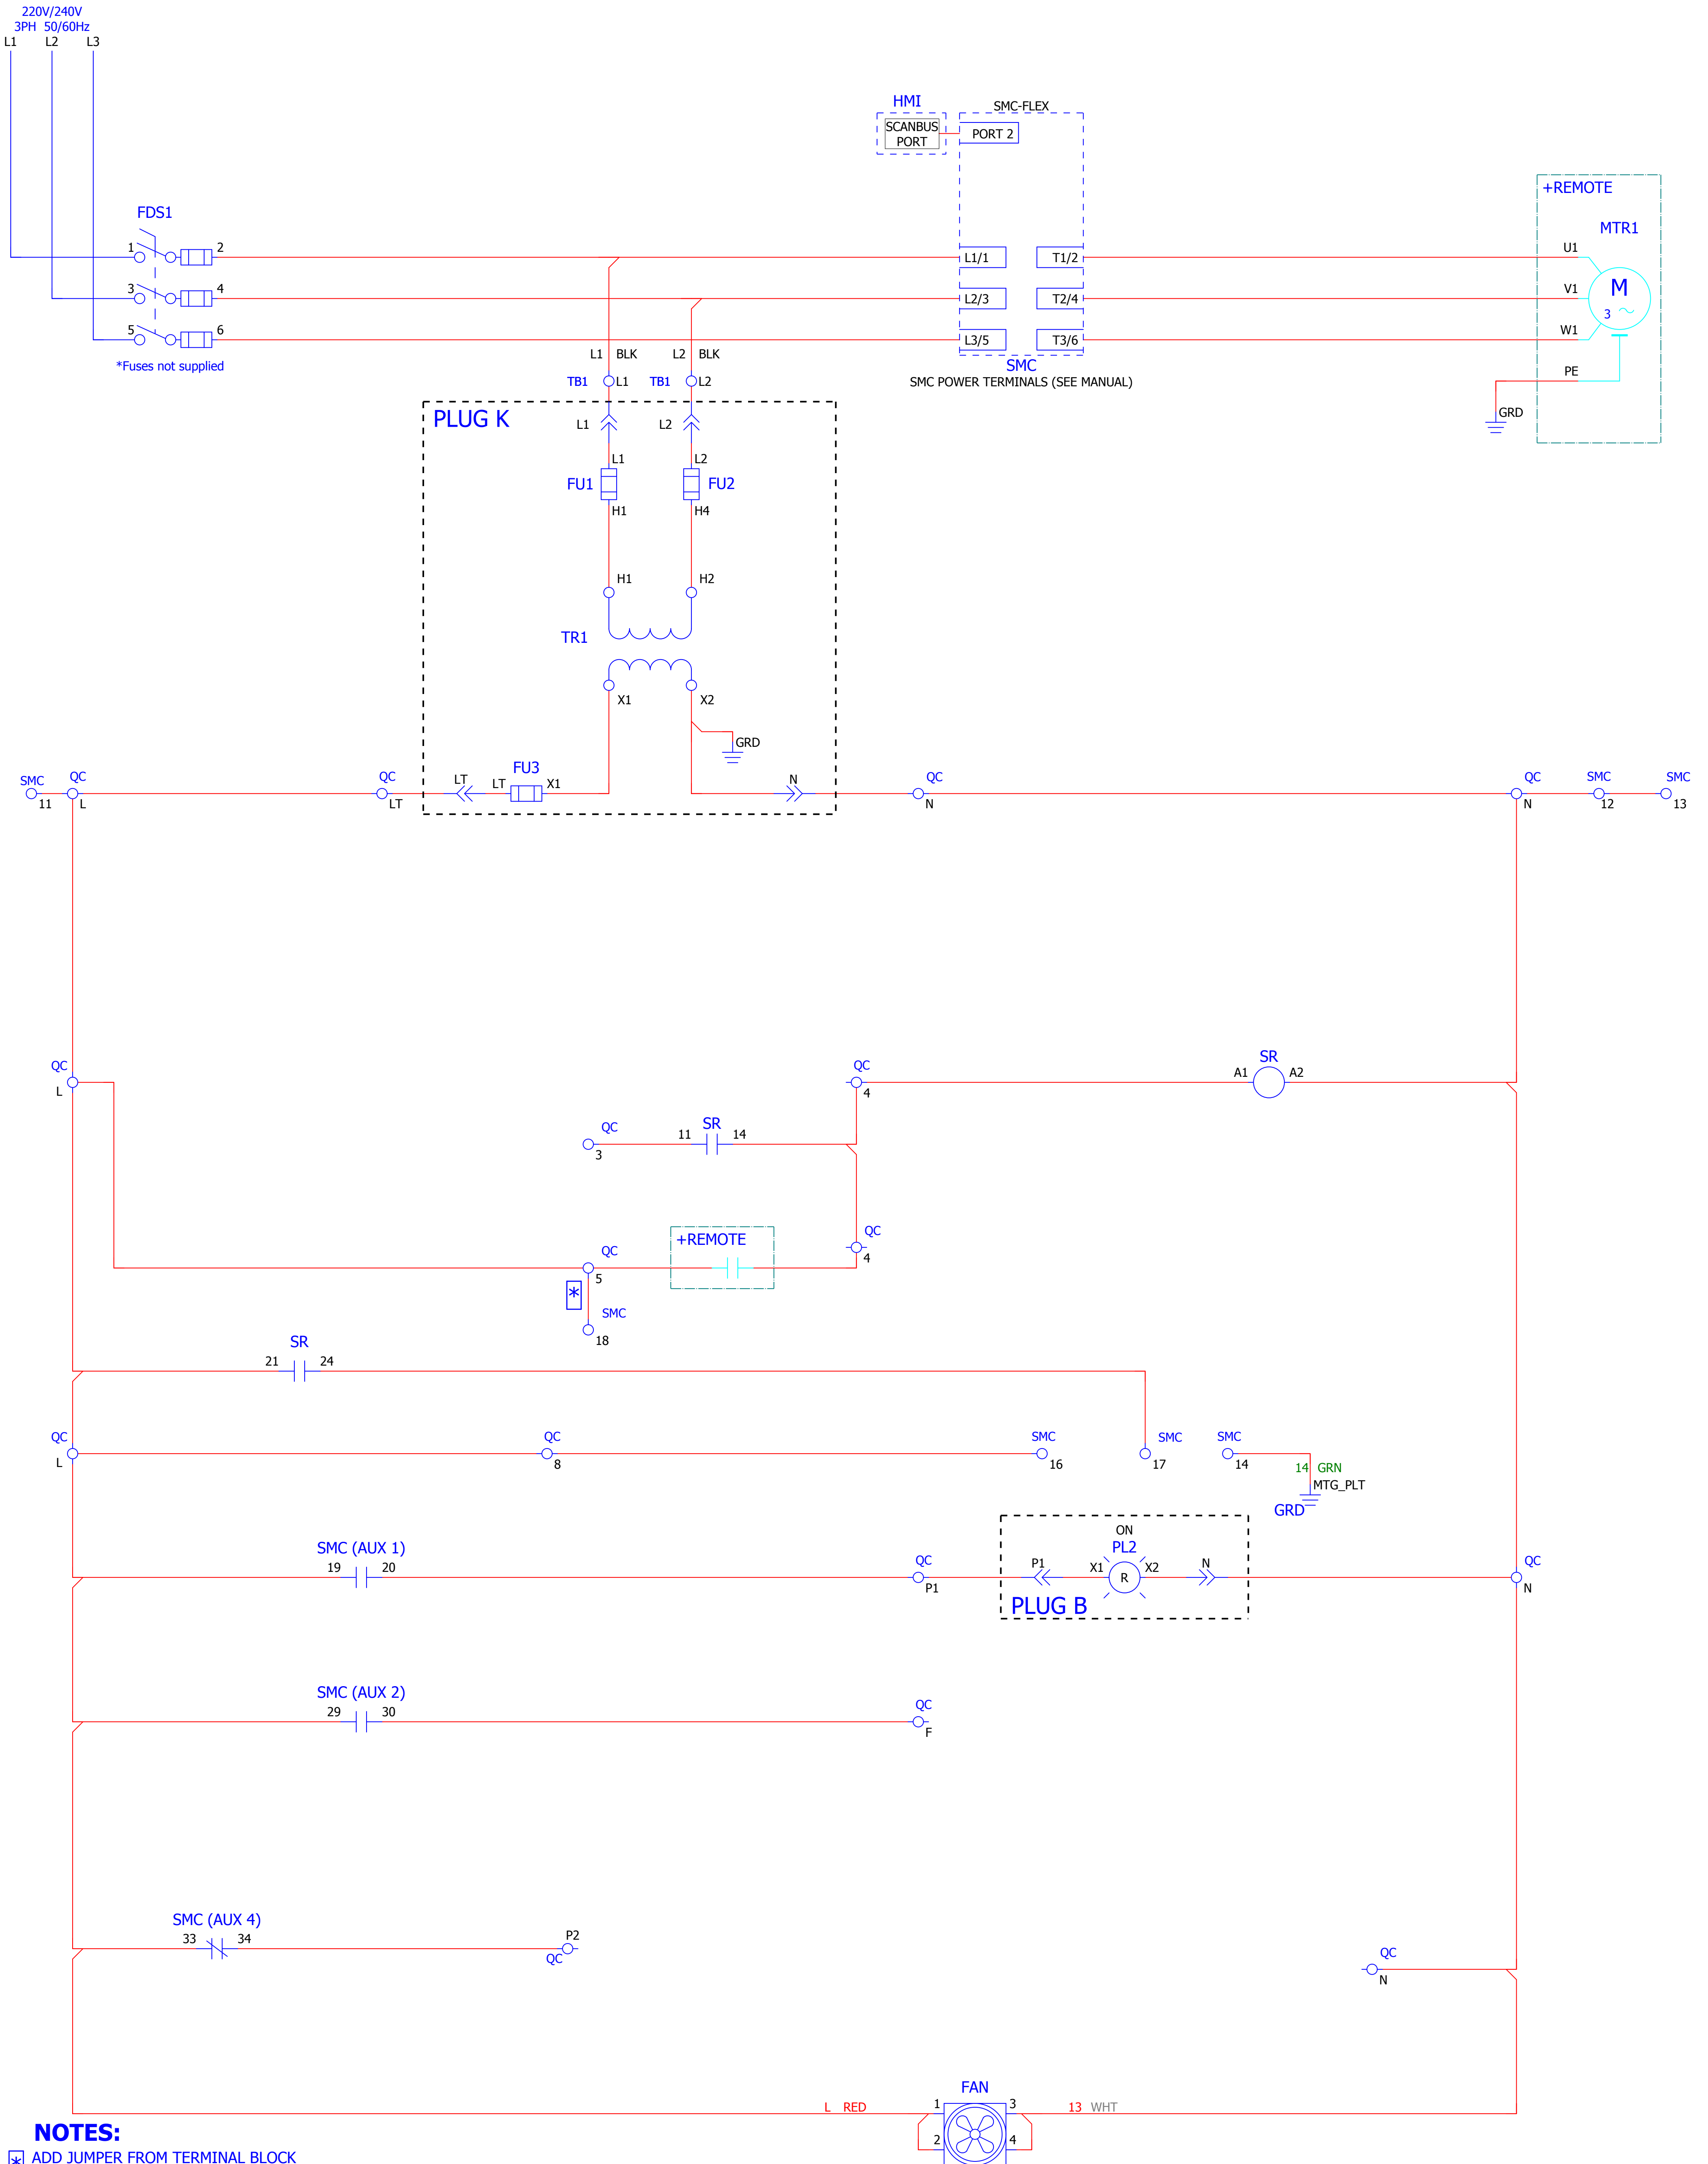 220V/240V
3PH 50/60Hz
L1 L2 L3
HMI
SCANBUS
PORT
SMC-FLEX
PORT 2
+REMOTE
MTR1
FDS1
1 2
3 4
5 6
*Fuses not supplied
L1/1 T1/2
L2/3 T2/4
L3/5 T3/6
SMC
SMC POWER TERMINALS (SEE MANUAL)
U1
V1
W1
PE
M
3
GRD
L1 BLK L2 BLK
TB1 L1 TB1 L2
PLUG K
L1 L2
L1 L2
FU1 FU2
H1 H4
H1 H2
TR1
X1 X2
GRD
SMC
11
QC
L
QC
LT
LT
LT
FU3
X1
N
QC
N
QC
N
SMC
12
SMC
13
QC
L
QC
4
SR
A1 A2
QC
3
SR
11 14
QC
4
+REMOTE
QC
5
*
SMC
18
SR
21 24
QC
L
QC
8
SMC
16
SMC
17
SMC
14
14 GRN
MTG_PLT
GRD
SMC (AUX 1)
19 20
QC
P1
ON
PL2
P1 X1 R X2 N
PLUG B
QC
N
SMC (AUX 2)
29 30
QC
F
SMC (AUX 4)
33 34
P2
QC
QC
N
FAN
L RED 1 3 13 WHT
2 4
NOTES:
* ADD JUMPER FROM TERMINAL BLOCK